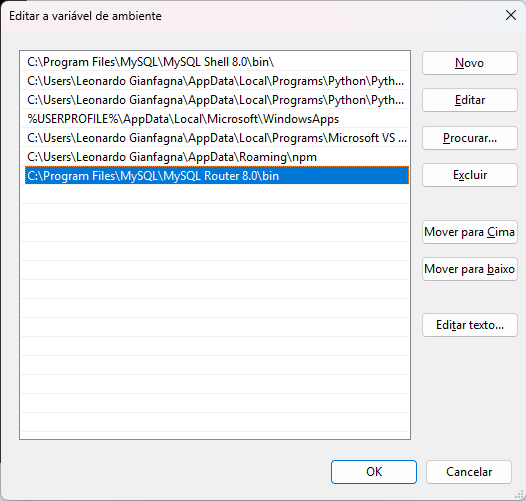 Editar a variável de ambiente
C:\Program Files\MySQL\MySQL Shell 8.0\bin\
C:\Users\Leonardo Gianfagna\AppData\Local\Programs\Python\Pyth...
C:\Users\Leonardo Gianfagna\AppData\Local\Programs\Python\Pyth...
%USERPROFILE%\AppData\Local\Microsoft\WindowsApps
C:\Users\Leonardo Gianfagna\AppData\Local\Programs\Microsoft VS ...
C:\Users\Leonardo Gianfagna\AppData\Roaming\npm
C:\Program Files\MySQL\MySQL Router 8.0\bin
Novo
Editar
Procurar...
Excluir
Mover para Cima
Mover para baixo
Editar texto...
OK
Cancelar